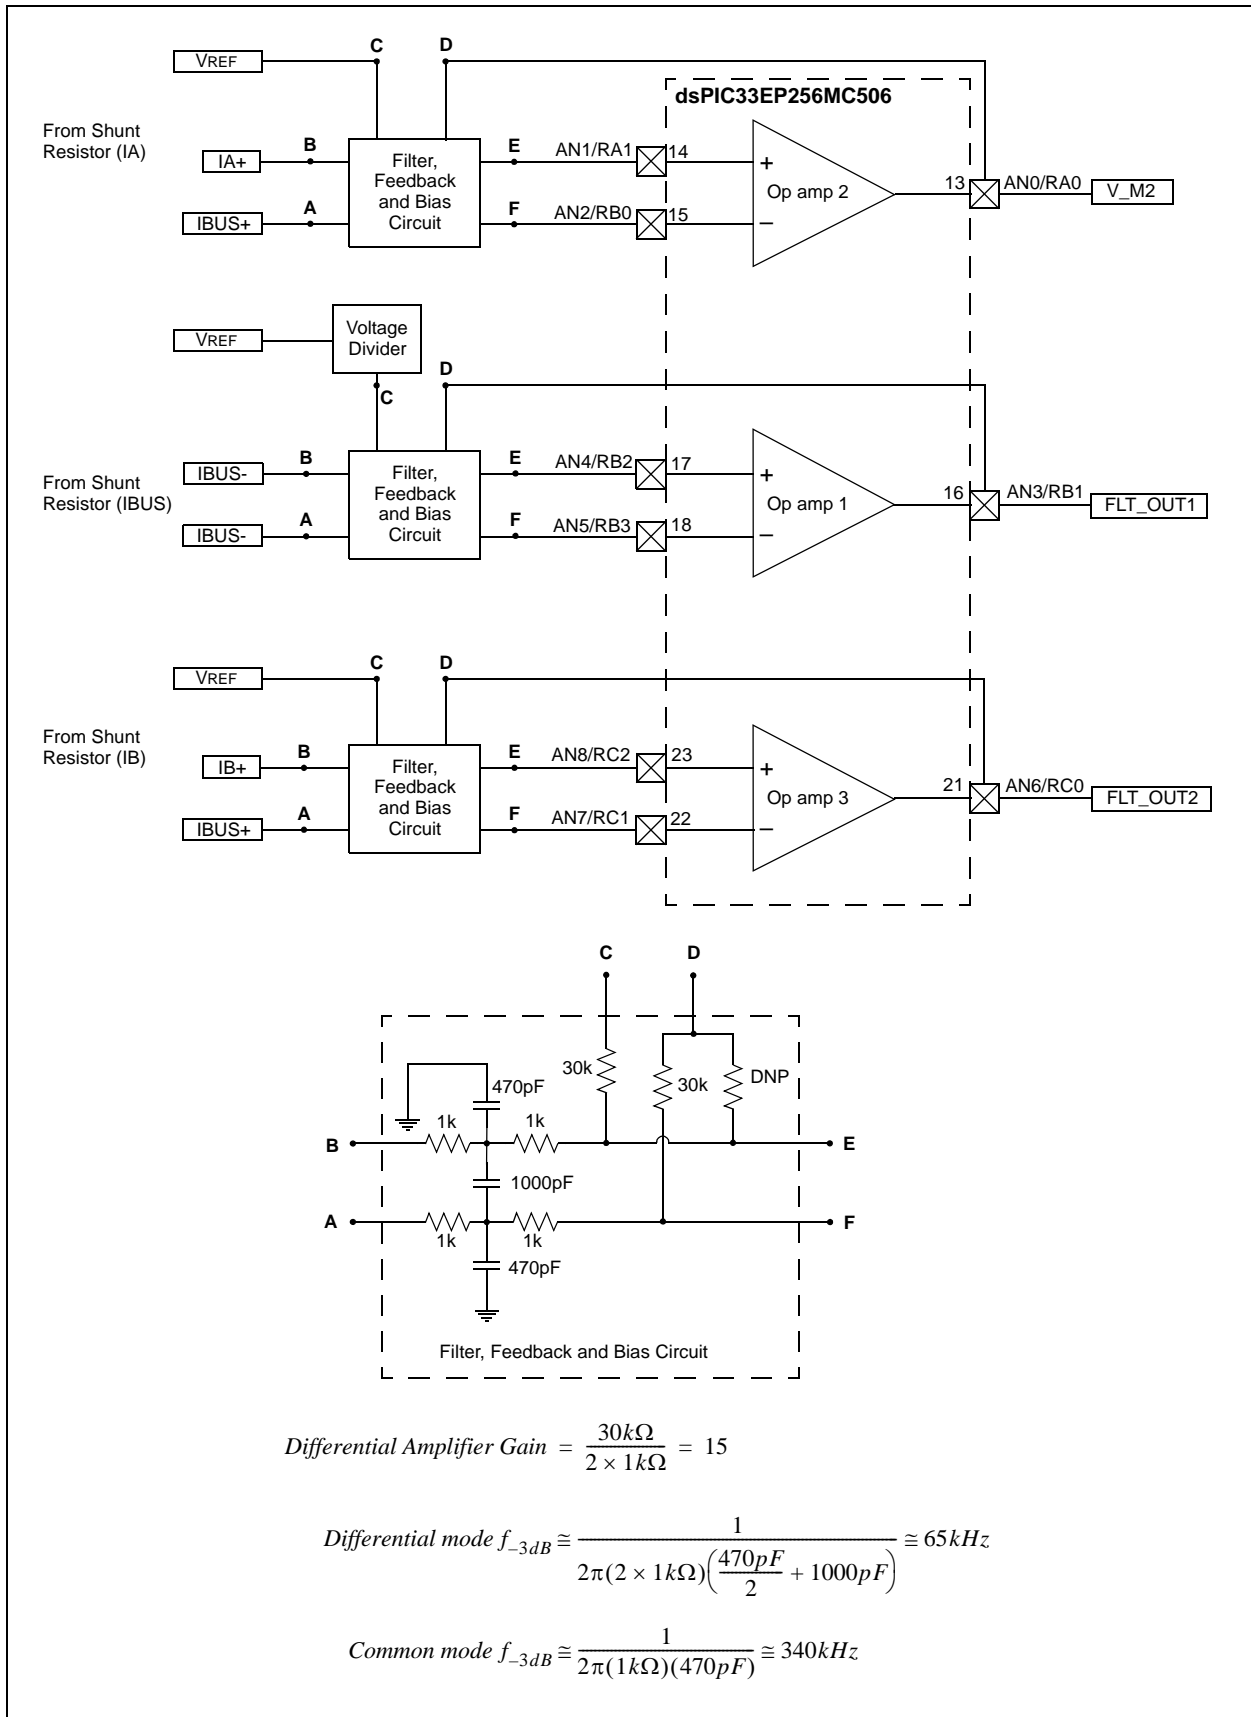 C
D
VREF
dsPIC33EP256MC506
From Shunt
Resistor (IA)
B
IA+
A
IBUS+
Filter,
Feedback
and Bias
Circuit
E
AN1/RA1
14
F
AN2/RB0
15
+
Op amp 2
–
13
AN0/RA0
V_M2
VREF
Voltage
Divider
C
D
From Shunt
Resistor (IBUS)
B
IBUS-
A
IBUS-
Filter,
Feedback
and Bias
Circuit
E
AN4/RB2
17
F
AN5/RB3
18
+
Op amp 1
–
16
AN3/RB1
FLT_OUT1
C
D
VREF
From Shunt
Resistor (IB)
B
IB+
A
IBUS+
Filter,
Feedback
and Bias
Circuit
E
AN8/RC2
23
F
AN7/RC1
22
+
Op amp 3
–
21
AN6/RC0
FLT_OUT2
C
D
30k
30k
DNP
470pF
1k
1k
B
E
1000pF
A
F
1k
1k
470pF
Filter, Feedback and Bias Circuit
Differential Amplifier Gain = 30kΩ / 2 × 1kΩ = 15
Differential mode f−3dB ≅ 1 / 2π(2 × 1kΩ)(470pF / 2 + 1000pF) ≅ 65kHz
Common mode f−3dB ≅ 1 / 2π(1kΩ)(470pF) ≅ 340kHz